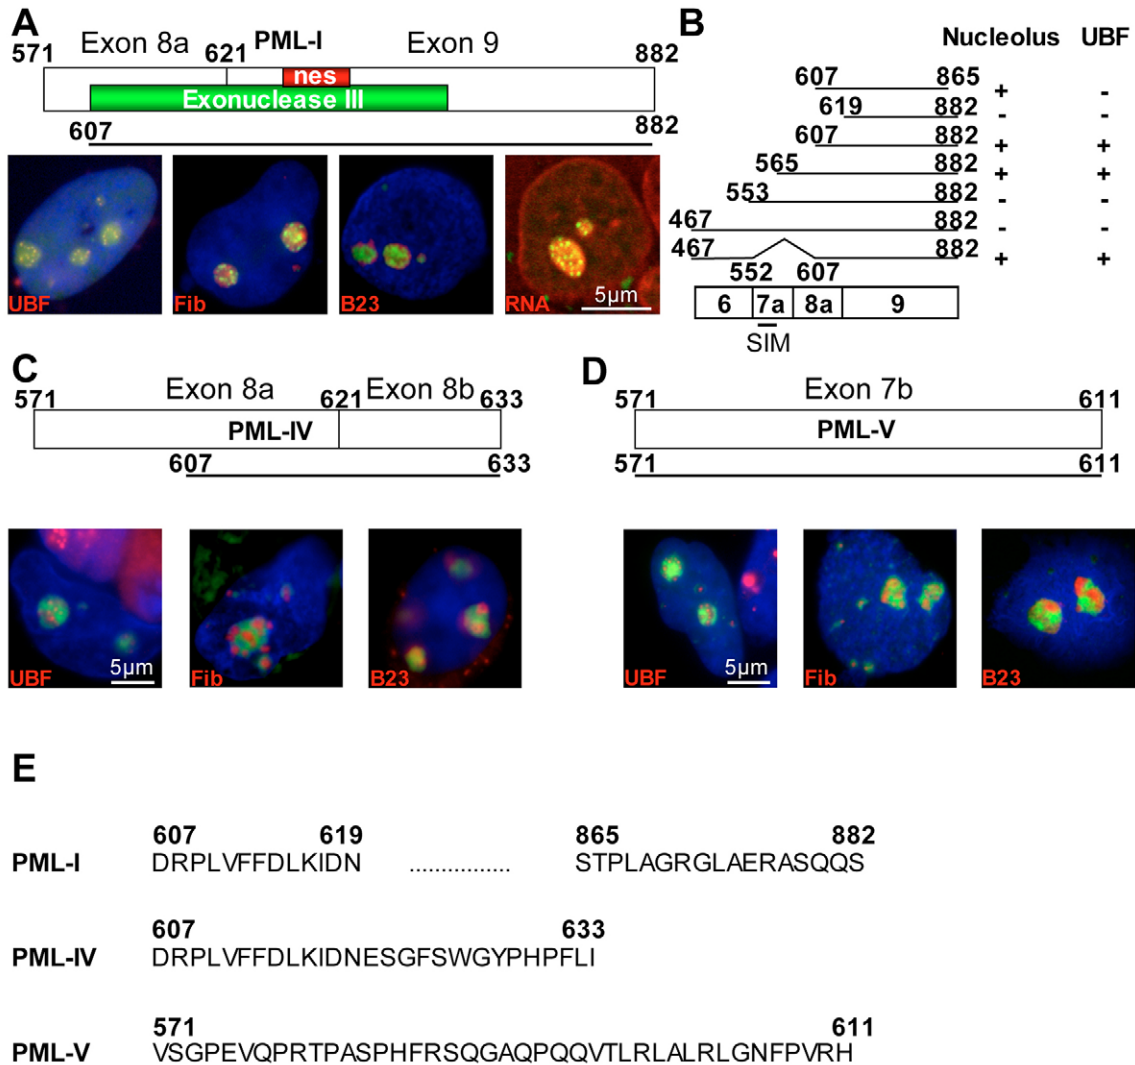 A
571 Exon 8a 621 PML-I Exon 9 882
nes
Exonuclease III
607 882
UBF Fib B23 RNA
5µm
B
Nucleolus UBF
607 865 + -
619 882 - -
607 882 + +
565 882 + +
553 882 - -
467 882 - -
467 882 + +
552 607
6 7a 8a 9
SIM
C
571 Exon 8a 621 Exon 8b 633
PML-IV
607 633
UBF Fib B23
5µm
D
571 Exon 7b 611
PML-V
571 611
UBF Fib B23
5µm
E
607 619 865 882
PML-I DRPLVFFDLKIDN ................ STPLAGRGLAERASQQS
607 633
PML-IV DRPLVFFDLKIDNESGFSWGYPHPFLI
571 611
PML-V VSGPEVQPRTPASPHFRSQGAQPQQVTLRLALRLGNFPVRH